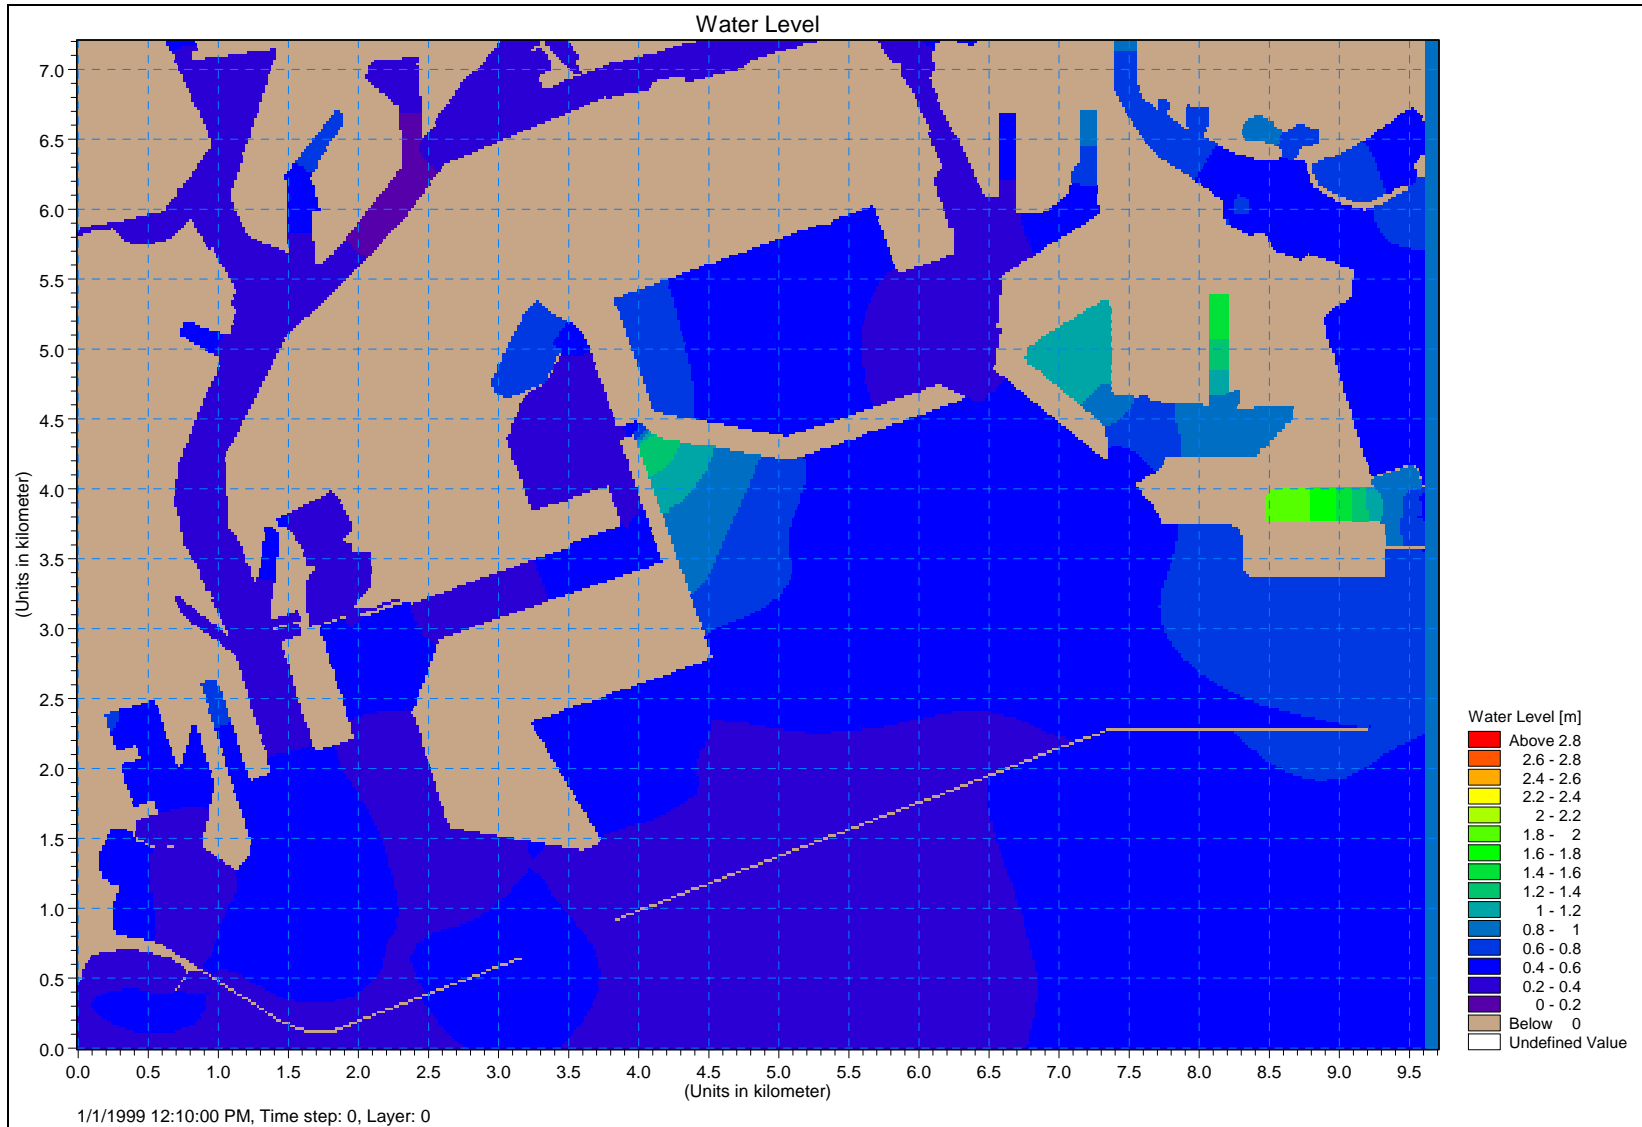 Water Level
7.0
6.5
6.0
5.5
5.0
4.5
4.0
3.5
3.0
2.5
2.0
1.5
1.0
0.5
0.0
(Units in kilometer)
0.0 0.5 1.0 1.5 2.0 2.5 3.0 3.5 4.0 4.5 5.0 5.5 6.0 6.5 7.0 7.5 8.0 8.5 9.0 9.5
(Units in kilometer)
1/1/1999 12:10:00 PM, Time step: 0, Layer: 0
Water Level [m]
Above 2.8
2.6 - 2.8
2.4 - 2.6
2.2 - 2.4
2 - 2.2
1.8 - 2
1.6 - 1.8
1.4 - 1.6
1.2 - 1.4
1 - 1.2
0.8 - 1
0.6 - 0.8
0.4 - 0.6
0.2 - 0.4
0 - 0.2
Below 0
Undefined Value